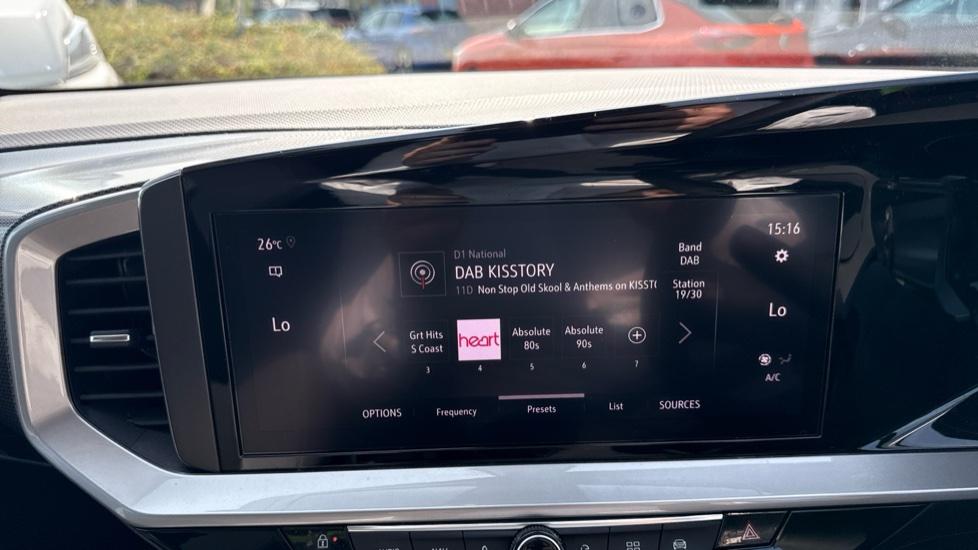 26°C
15:16
D1 National
DAB KISSTORY
11D Non Stop Old Skool & Anthems on KISST
Band
DAB
Station
19/30
Lo
Lo
Grt Hits
S Coast
3
heart
4
Absolute
80s
5
Absolute
90s
6
7
A/C
OPTIONS
Frequency
Presets
List
SOURCES